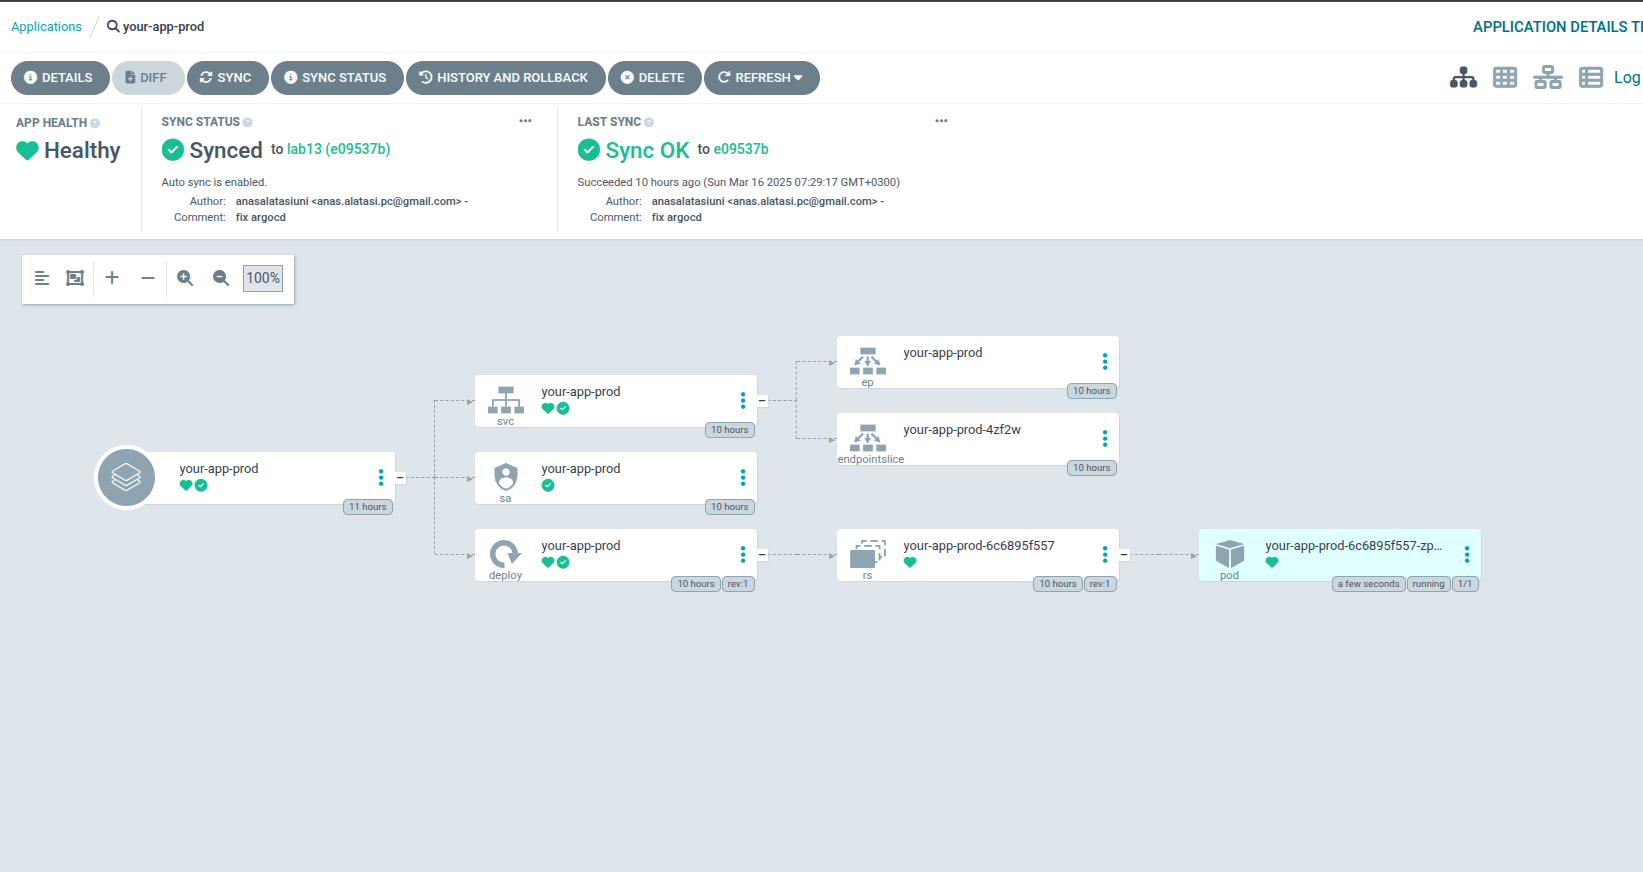 Applications / your-app-prod
APPLICATION DETAILS
DETAILS
DIFF
SYNC
SYNC STATUS
HISTORY AND ROLLBACK
DELETE
REFRESH
Log
APP HEALTH
Healthy
SYNC STATUS
Synced to lab13 (e09537b)
Auto sync is enabled.
Author: anasalatasiuni <anas.alatasi.pc@gmail.com> -
Comment: fix argocd
LAST SYNC
Sync OK to e09537b
Succeeded 10 hours ago (Sun Mar 16 2025 07:29:17 GMT+0300)
Author: anasalatasiuni <anas.alatasi.pc@gmail.com> -
Comment: fix argocd
100%
your-app-prod
11 hours
svc
your-app-prod
10 hours
sa
your-app-prod
10 hours
deploy
your-app-prod
10 hours
rev:1
ep
your-app-prod
10 hours
endpointslice
your-app-prod-4zf2w
10 hours
rs
your-app-prod-6c6895f557
10 hours
rev:1
pod
your-app-prod-6c6895f557-zp...
a few seconds
running
1/1